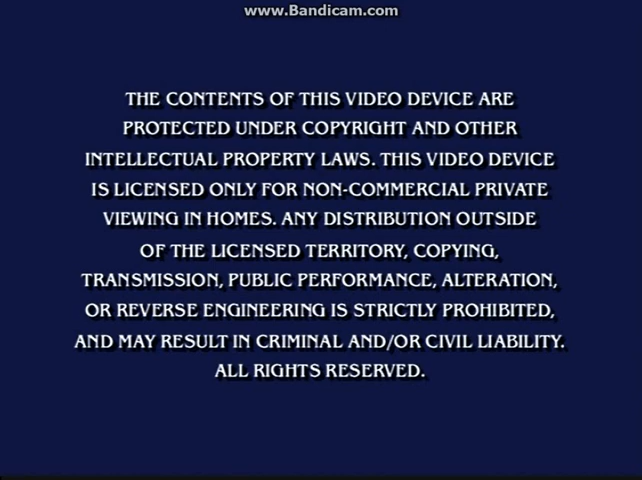 www.Bandicam.com
THE CONTENTS OF THIS VIDEO DEVICE ARE
PROTECTED UNDER COPYRIGHT AND OTHER
INTELLECTUAL PROPERTY LAWS. THIS VIDEO DEVICE
IS LICENSED ONLY FOR NON-COMMERCIAL PRIVATE
VIEWING IN HOMES. ANY DISTRIBUTION OUTSIDE
OF THE LICENSED TERRITORY, COPYING,
TRANSMISSION, PUBLIC PERFORMANCE, ALTERATION,
OR REVERSE ENGINEERING IS STRICTLY PROHIBITED,
AND MAY RESULT IN CRIMINAL AND/OR CIVIL LIABILITY.
ALL RIGHTS RESERVED.